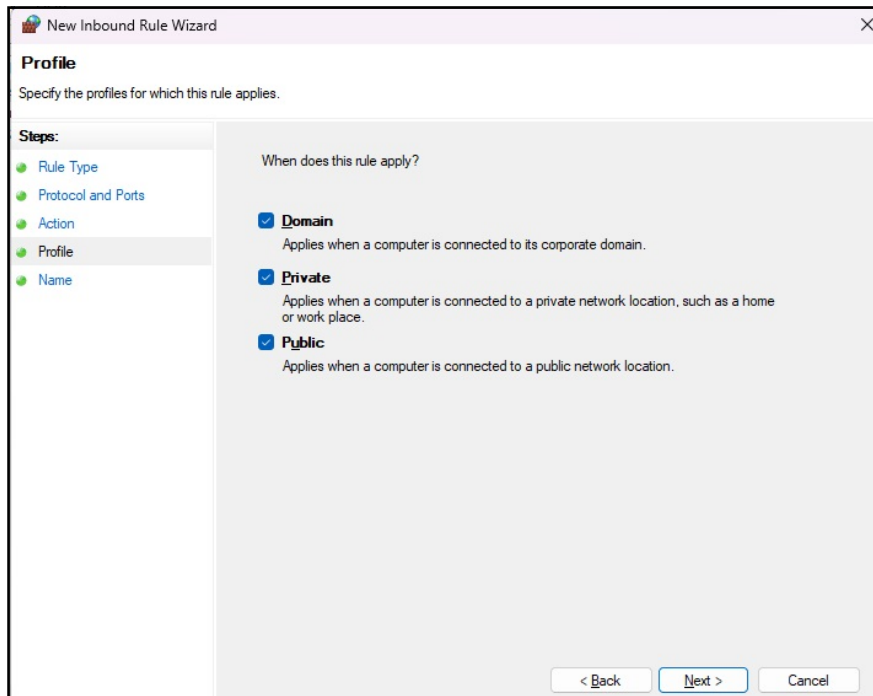 New Inbound Rule Wizard
Profile
Specify the profiles for which this rule applies.
Steps:
Rule Type
Protocol and Ports
Action
Profile
Name
When does this rule apply?
Domain
Applies when a computer is connected to its corporate domain.
Private
Applies when a computer is connected to a private network location, such as a home
or work place.
Public
Applies when a computer is connected to a public network location.
< Back
Next >
Cancel